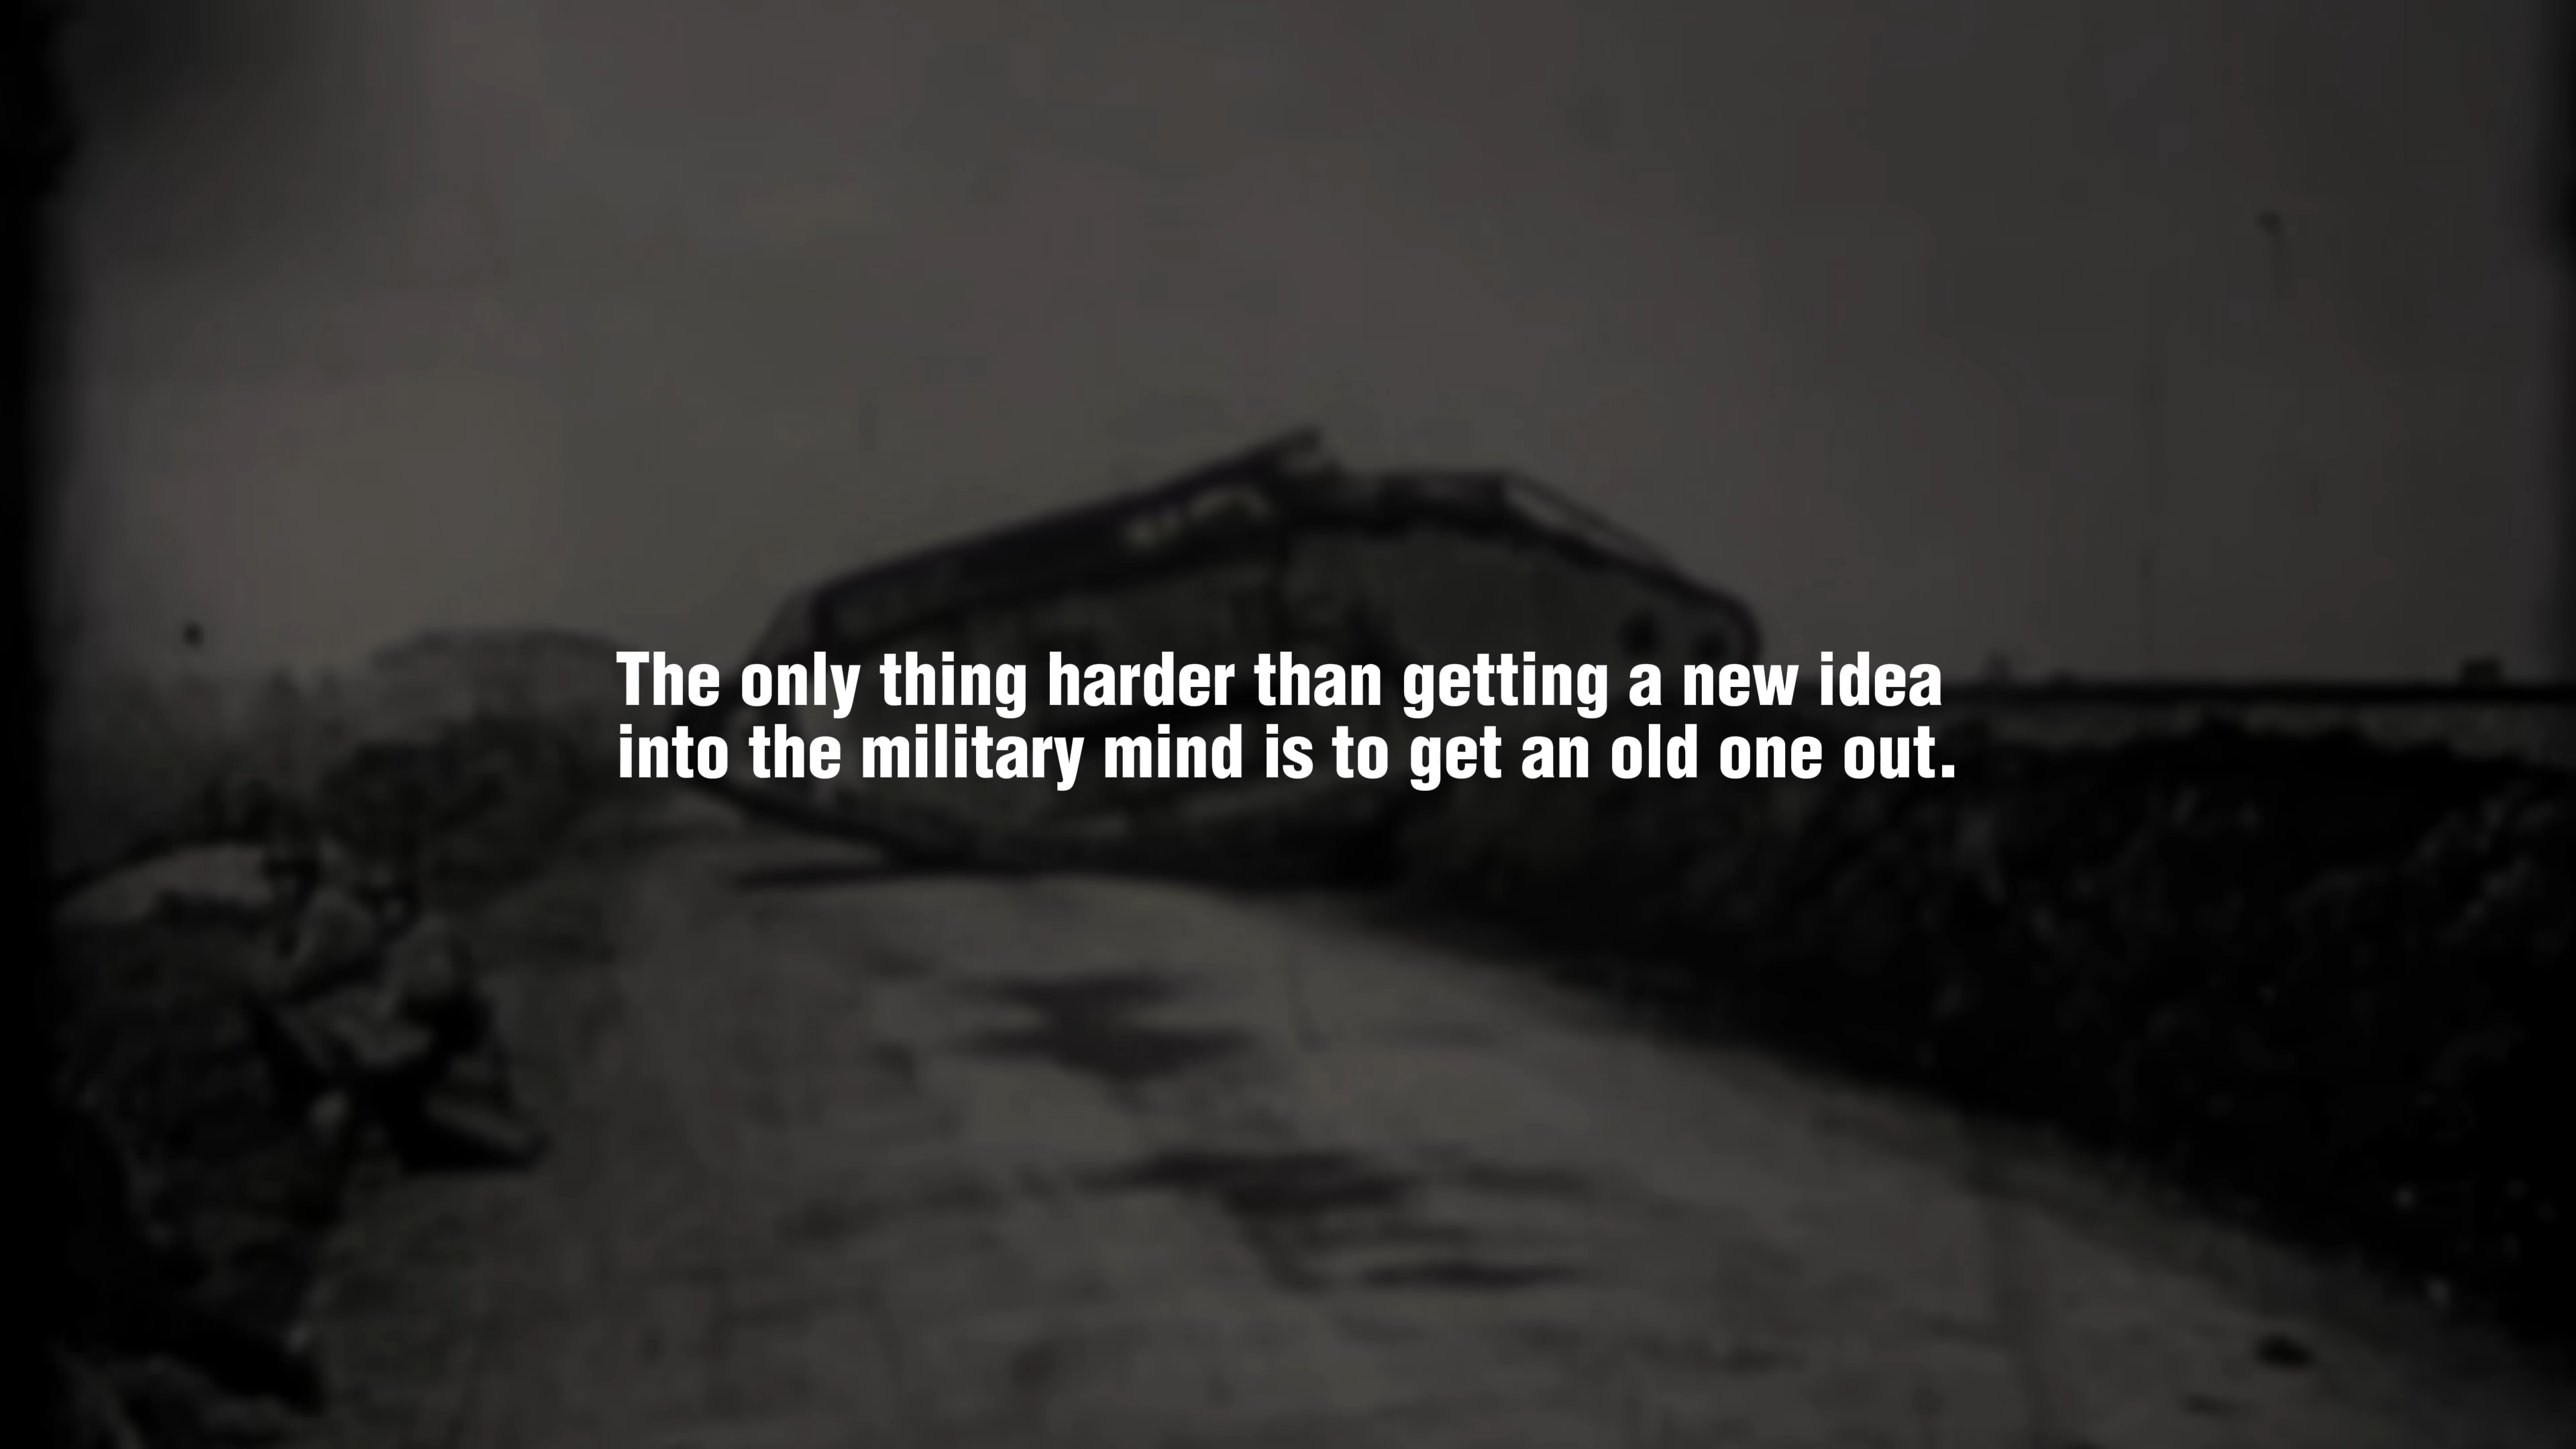 The only thing harder than getting a new idea
into the military mind is to get an old one out.